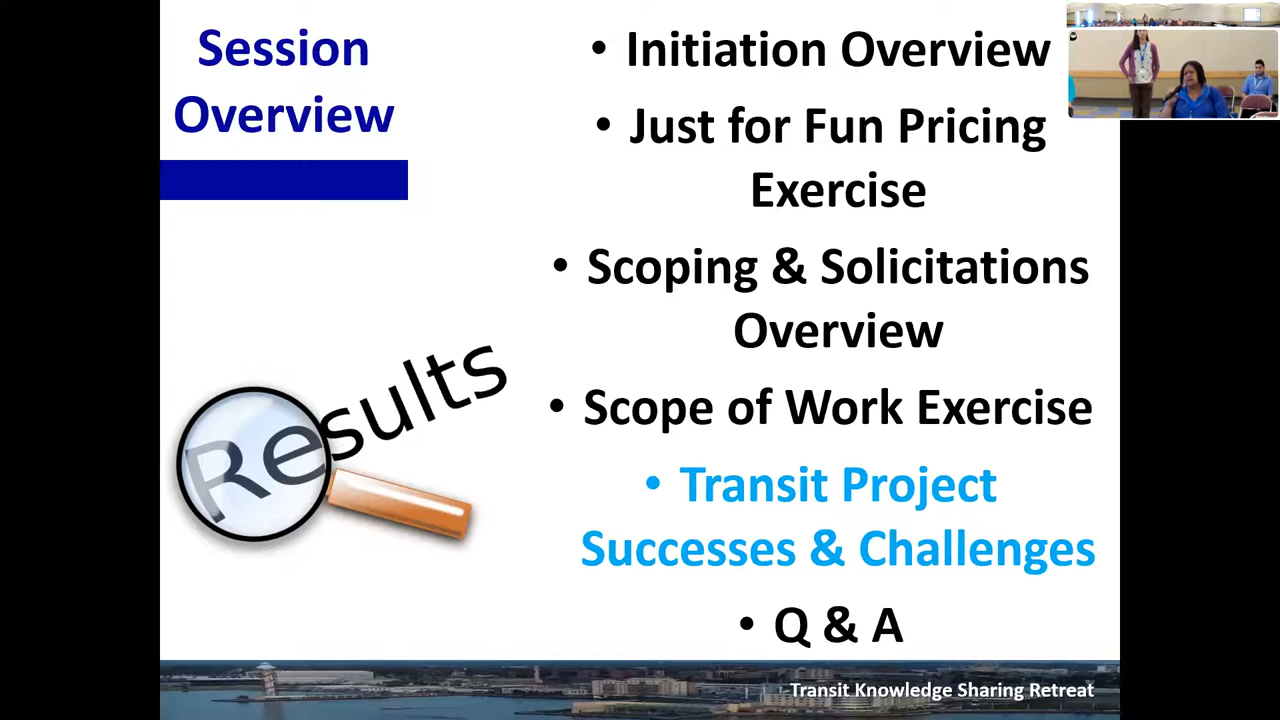 Session
Overview
• Initiation Overview
• Just for Fun Pricing
Exercise
• Scoping & Solicitations
Overview
• Scope of Work Exercise
• Transit Project
Successes & Challenges
• Q & A
Results
Transit Knowledge Sharing Retreat